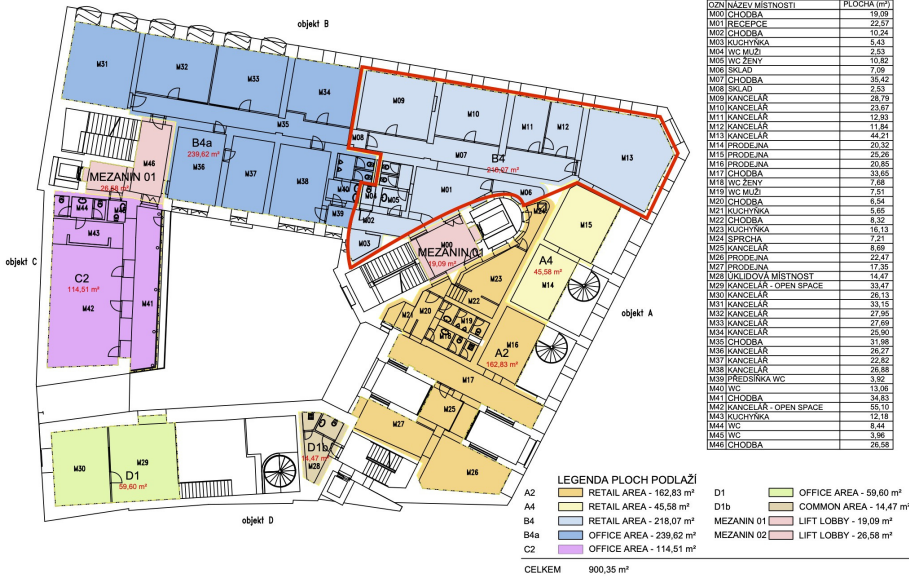 objekt B
objekt C
objekt A
objekt D
M31
M32
M33
M34
M35
M09
M10
M11
M12
M13
M08
M07
B4
B4a
239,62 m²
M46
MEZANIN 01
26,58 m²
M36
M37
M38
M40
M39
M04
M05
M01
M02
M03
M06
M00
MEZANIN 01
19,09 m²
M24
M15
A4
45,58 m²
M14
M23
M22
M21
M20
M19
M18
M16
A2
162,83 m²
M17
M25
M27
M26
M44
M43
C2
114,51 m²
M42
M41
M30
M29
D1
59,60 m²
D1b
14,47 m²
M28
OZN NÁZEV MÍSTNOSTI PLOCHA (m²)
M00 CHODBA 19,09
M01 RECEPCE 22,57
M02 CHODBA 10,24
M03 KUCHYŇKA 5,43
M04 WC MUŽI 2,53
M05 WC ŽENY 10,82
M06 SKLAD 7,09
M07 CHODBA 35,42
M08 SKLAD 2,53
M09 KANCELÁŘ 28,79
M10 KANCELÁŘ 23,67
M11 KANCELÁŘ 12,93
M12 KANCELÁŘ 11,84
M13 KANCELÁŘ 44,21
M14 PRODEJNA 20,32
M15 PRODEJNA 25,26
M16 PRODEJNA 20,85
M17 CHODBA 33,65
M18 WC ŽENY 7,68
M19 WC MUŽI 7,51
M20 CHODBA 6,54
M21 KUCHYŇKA 5,65
M22 CHODBA 8,32
M23 KUCHYŇKA 16,13
M24 SPRCHA 7,21
M25 KANCELÁŘ 8,69
M26 PRODEJNA 22,47
M27 PRODEJNA 17,35
M28 ÚKLIDOVÁ MÍSTNOST 14,47
M29 KANCELÁŘ - OPEN SPACE 33,47
M30 KANCELÁŘ 26,13
M31 KANCELÁŘ 33,15
M32 KANCELÁŘ 27,95
M33 KANCELÁŘ 27,69
M34 KANCELÁŘ 25,90
M35 CHODBA 31,98
M36 KANCELÁŘ 26,27
M37 KANCELÁŘ 22,82
M38 KANCELÁŘ 26,88
M39 PŘEDSÍŇKA WC 3,92
M40 WC 13,06
M41 CHODBA 34,83
M42 KANCELÁŘ - OPEN SPACE 55,10
M43 KUCHYŇKA 12,18
M44 WC 8,44
M45 WC 3,96
M46 CHODBA 26,58
LEGENDA PLOCH PODLAŽÍ
A2 RETAIL AREA - 162,83 m²
A4 RETAIL AREA - 45,58 m²
B4 RETAIL AREA - 218,07 m²
B4a OFFICE AREA - 239,62 m²
C2 OFFICE AREA - 114,51 m²
D1 OFFICE AREA - 59,60 m²
D1b COMMON AREA - 14,47 m²
MEZANIN 01 LIFT LOBBY - 19,09 m²
MEZANIN 02 LIFT LOBBY - 26,58 m²
CELKEM 900,35 m²